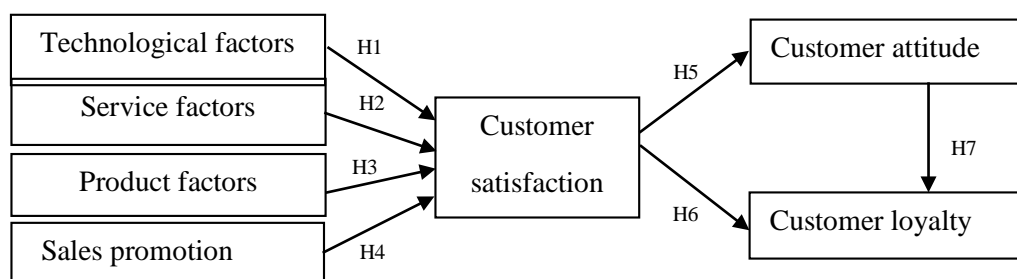 Technological factors
H1
Service factors
H2
Product factors
H3
Sales promotion
H4
Customer
satisfaction
H5
H6
Customer attitude
H7
Customer loyalty